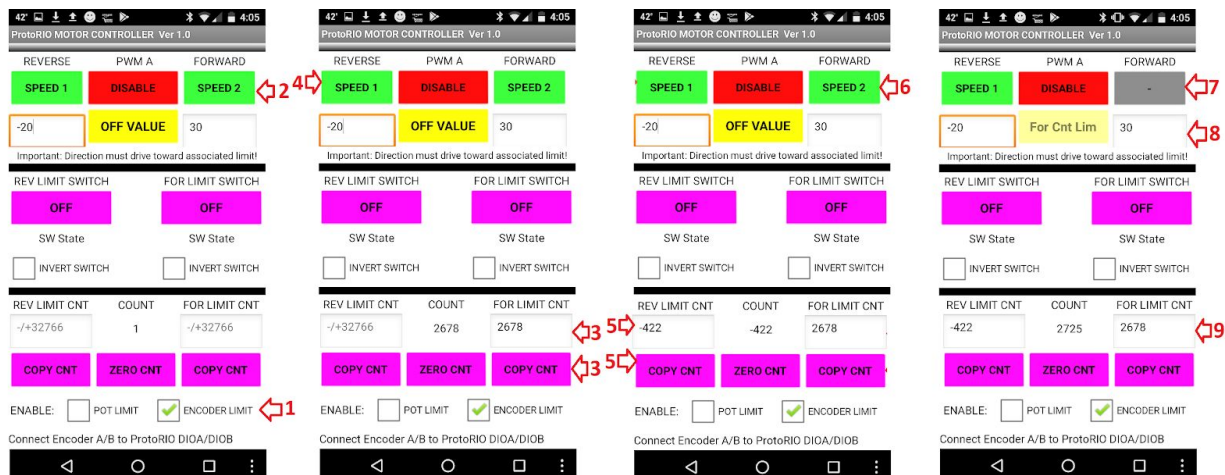 42' 4:05
ProtoRIO MOTOR CONTROLLER Ver 1.0
REVERSE PWM A FORWARD
SPEED 1 DISABLE SPEED 2 2
-20 OFF VALUE 30
Important: Direction must drive toward associated limit!
REV LIMIT SWITCH FOR LIMIT SWITCH
OFF OFF
SW State SW State
INVERT SWITCH INVERT SWITCH
REV LIMIT CNT COUNT FOR LIMIT CNT
-/+32766 1 -/+32766
COPY CNT ZERO CNT COPY CNT
ENABLE: POT LIMIT ENCODER LIMIT 1
Connect Encoder A/B to ProtoRIO DIOA/DIOB
42' 4:05
ProtoRIO MOTOR CONTROLLER Ver 1.0
REVERSE PWM A FORWARD
4 SPEED 1 DISABLE SPEED 2
-20 OFF VALUE 30
Important: Direction must drive toward associated limit!
REV LIMIT SWITCH FOR LIMIT SWITCH
OFF OFF
SW State SW State
INVERT SWITCH INVERT SWITCH
REV LIMIT CNT COUNT FOR LIMIT CNT
-/+32766 2678 2678 3
COPY CNT ZERO CNT COPY CNT 3
ENABLE: POT LIMIT ENCODER LIMIT
Connect Encoder A/B to ProtoRIO DIOA/DIOB
42' 4:05
ProtoRIO MOTOR CONTROLLER Ver 1.0
REVERSE PWM A FORWARD
SPEED 1 DISABLE SPEED 2 6
-20 OFF VALUE 30
Important: Direction must drive toward associated limit!
REV LIMIT SWITCH FOR LIMIT SWITCH
OFF OFF
SW State SW State
INVERT SWITCH INVERT SWITCH
REV LIMIT CNT COUNT FOR LIMIT CNT
5 -422 -422 2678
5 COPY CNT ZERO CNT COPY CNT
ENABLE: POT LIMIT ENCODER LIMIT
Connect Encoder A/B to ProtoRIO DIOA/DIOB
42' 4:05
ProtoRIO MOTOR CONTROLLER Ver 1.0
REVERSE PWM A FORWARD
SPEED 1 DISABLE - 7
-20 For Cnt Lim 30 8
Important: Direction must drive toward associated limit!
REV LIMIT SWITCH FOR LIMIT SWITCH
OFF OFF
SW State SW State
INVERT SWITCH INVERT SWITCH
REV LIMIT CNT COUNT FOR LIMIT CNT
-422 2725 2678 9
COPY CNT ZERO CNT COPY CNT
ENABLE: POT LIMIT ENCODER LIMIT
Connect Encoder A/B to ProtoRIO DIOA/DIOB